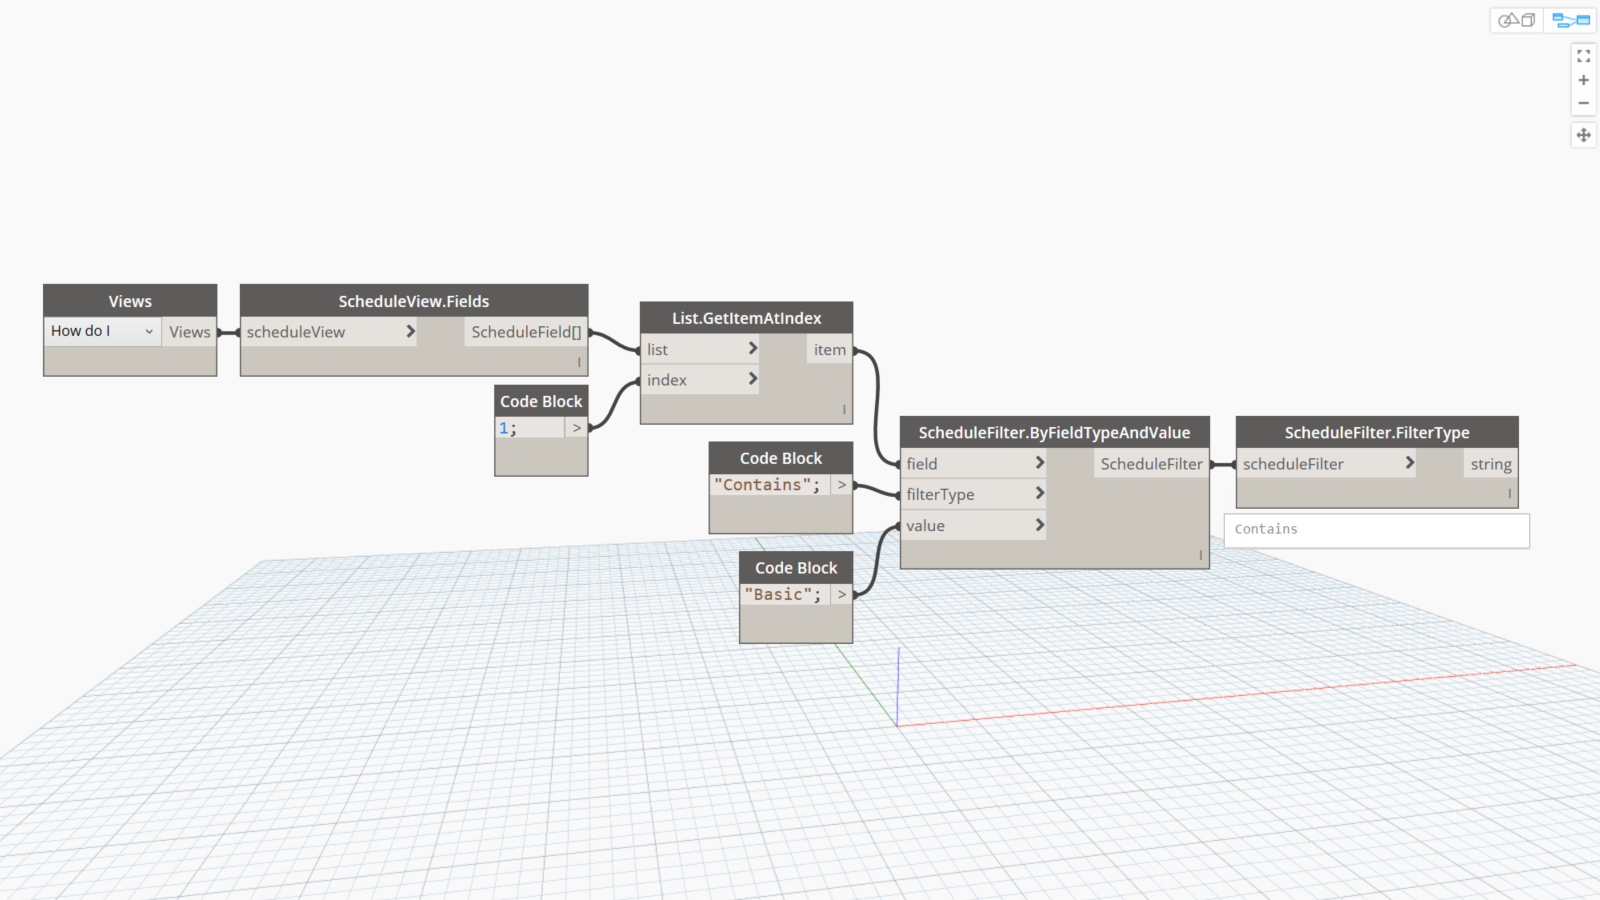 Views
How do I
Views
ScheduleView.Fields
scheduleView
ScheduleField[]
l
Code Block
1;
>
List.GetItemAtIndex
list
item
index
l
Code Block
"Contains";
>
Code Block
"Basic";
>
ScheduleFilter.ByFieldTypeAndValue
field
ScheduleFilter
filterType
value
l
ScheduleFilter.FilterType
scheduleFilter
string
l
Contains